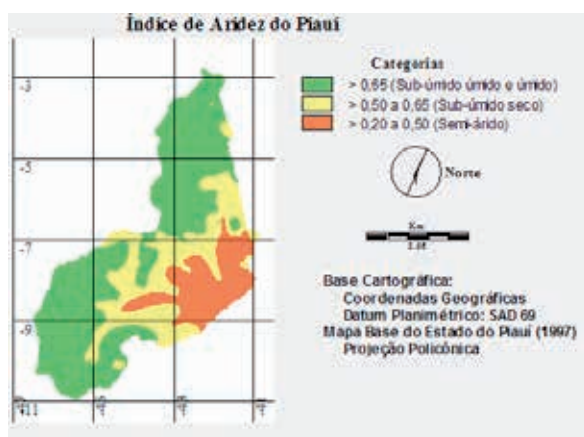 Índice de Aridez do Piauí
Categorias
> 0,65 (Sub-úmido úmido e úmido)
> 0,50 a 0,65 (Sub-úmido seco)
> 0,20 a 0,50 (Semi-árido)
Norte
Km
Base Cartográfica:
Coordenadas Geográficas
Datum Planimétrico: SAD 69
Mapa Base do Estado do Piauí (1997)
Projeção Policônica
-3
-5
-7
-9